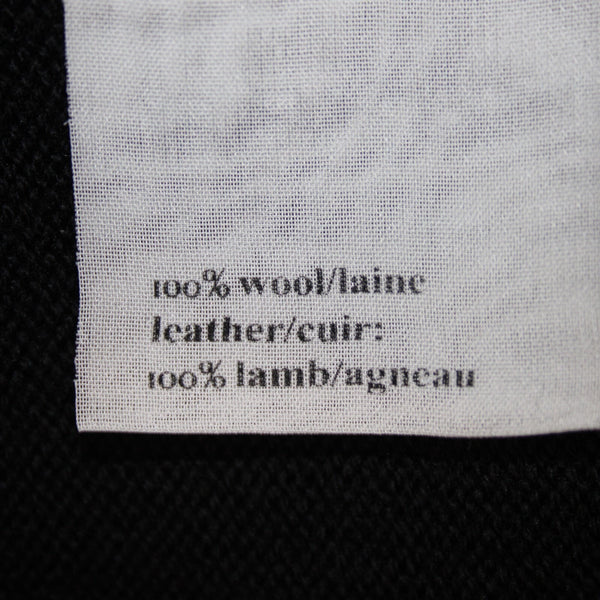 100% wool/laine
leather/cuir:
100% lamb/agneau